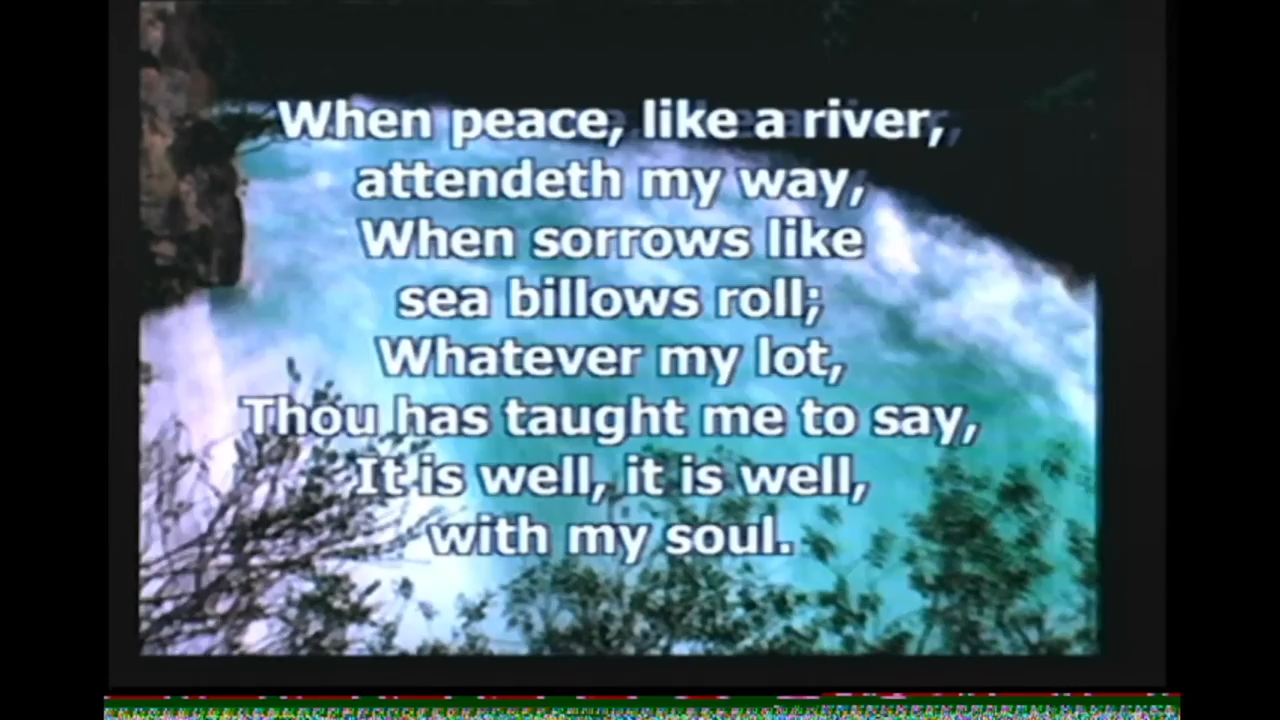 When peace, like a river,
attendeth my way,
When sorrows like
sea billows roll;
Whatever my lot,
Thou has taught me to say,
It is well, it is well,
with my soul.